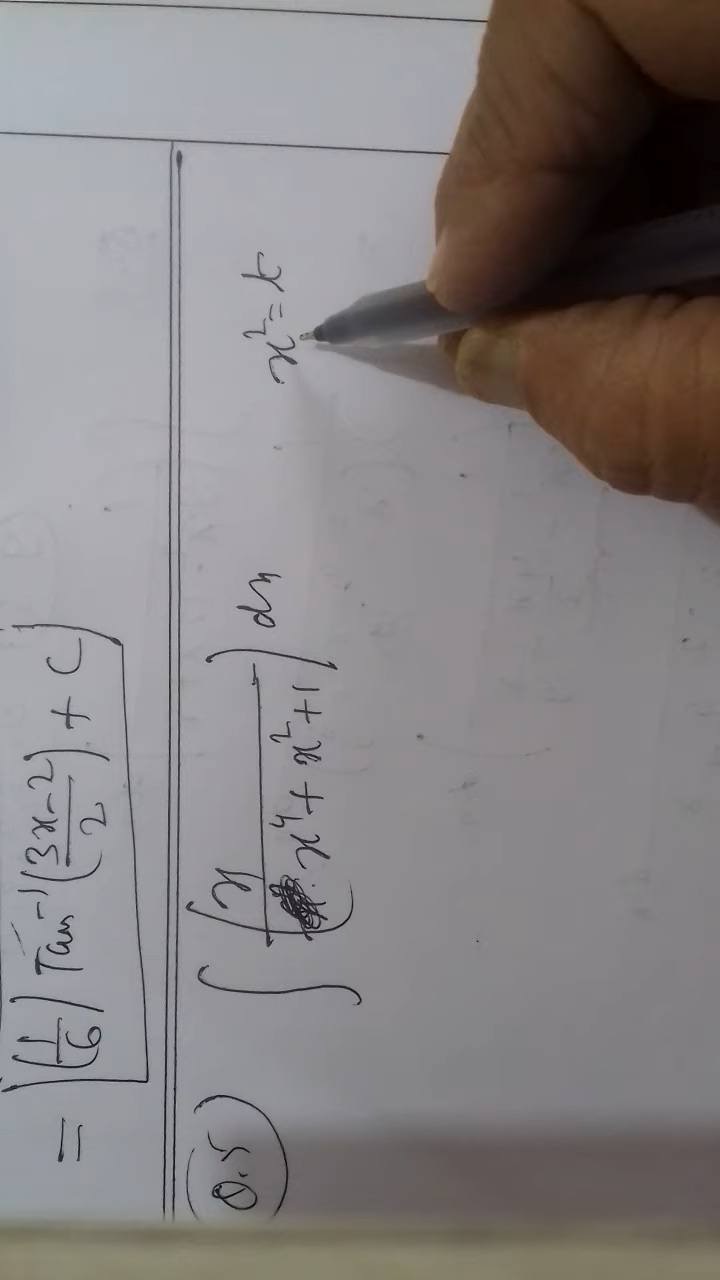 = (1/6) Tan⁻¹(3x-2/2) + C
Q.5) ∫(x/x⁴+x²+1) dx x²=t